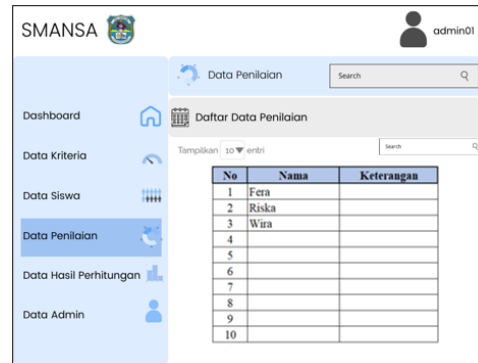 SMANSA
admin01
Data Penilaian
Search
Dashboard
Data Kriteria
Data Siswa
Data Penilaian
Data Hasil Perhitungan
Data Admin
Daftar Data Penilaian
Tampilkan 10 entri
Search
No Nama Keterangan
1 Fera
2 Riska
3 Wira
4
5
6
7
8
9
10